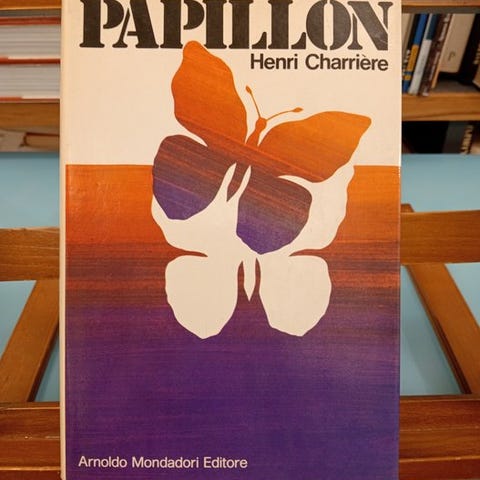 PAPILLON
Henri Charrière
Arnoldo Mondadori Editore